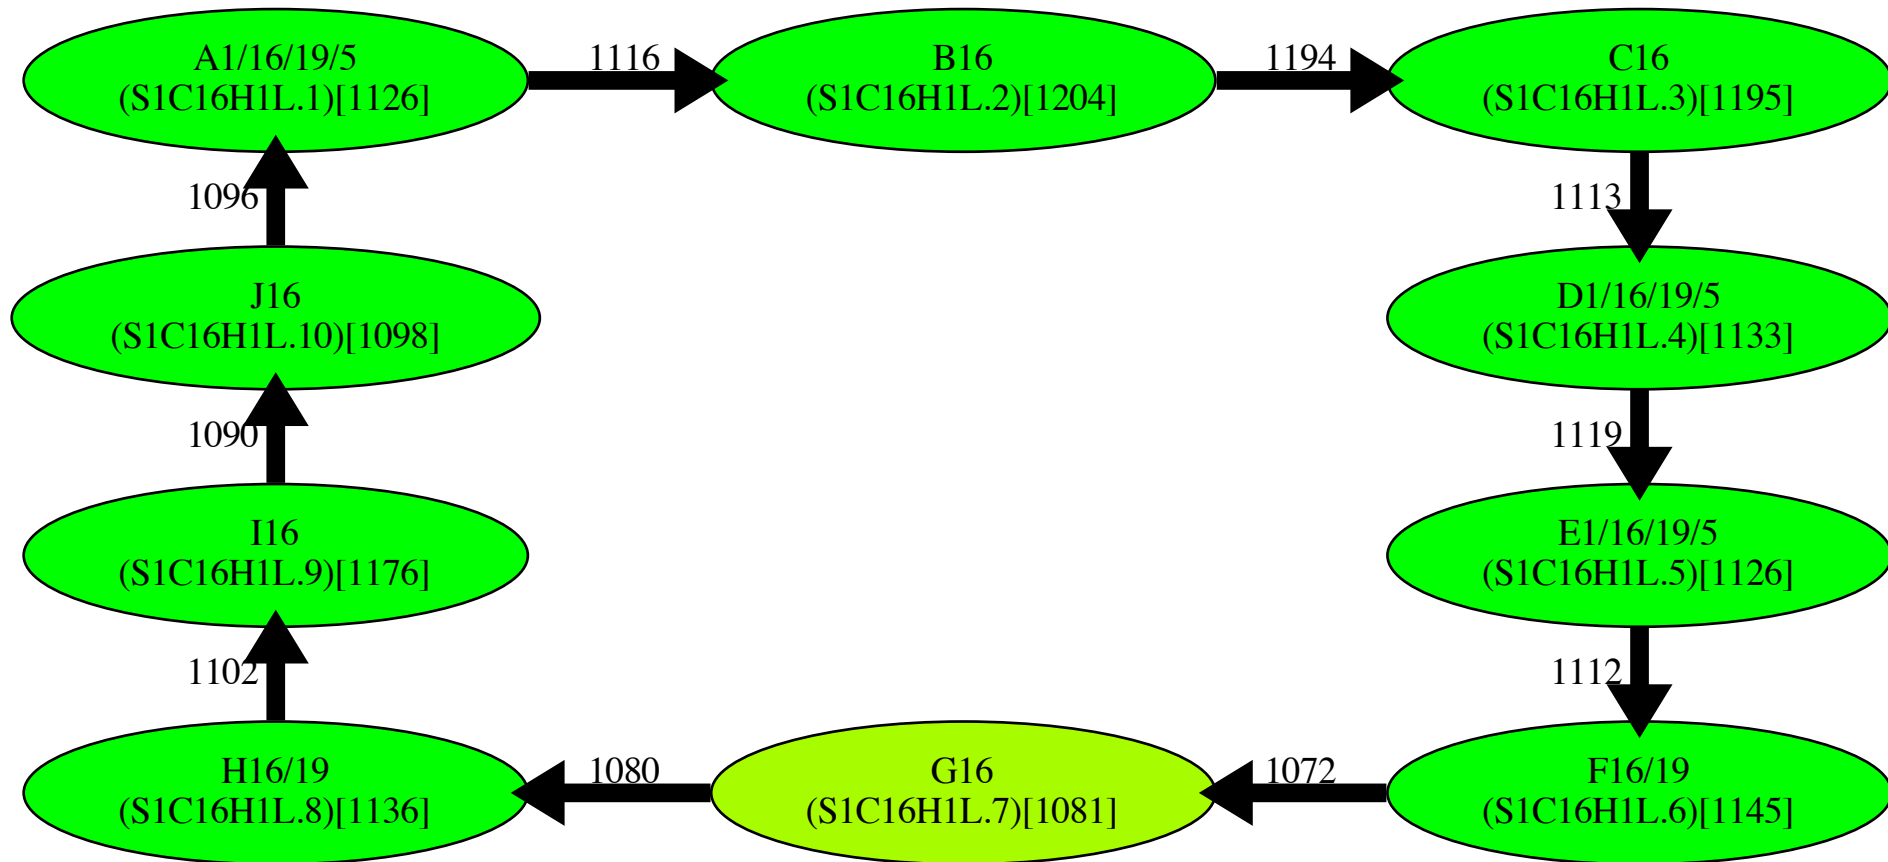 A1/16/19/5
(S1C16H1L.1)[1126]
1116
B16
(S1C16H1L.2)[1204]
1194
C16
(S1C16H1L.3)[1195]
1096
1113
J16
(S1C16H1L.10)[1098]
D1/16/19/5
(S1C16H1L.4)[1133]
1090
1119
I16
(S1C16H1L.9)[1176]
E1/16/19/5
(S1C16H1L.5)[1126]
1102
1112
H16/19
(S1C16H1L.8)[1136]
1080
G16
(S1C16H1L.7)[1081]
1072
F16/19
(S1C16H1L.6)[1145]